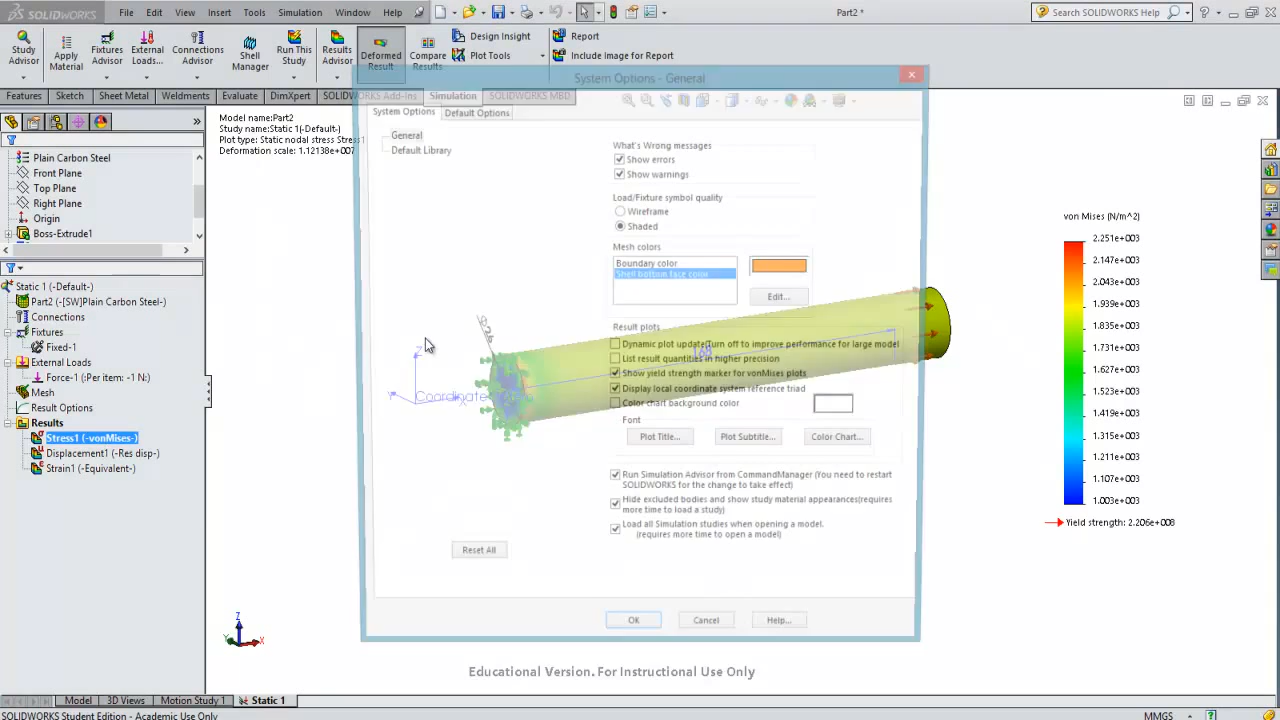 SOLIDWORKS File Edit View Insert Tools Simulation Window Help Part2 * Search SOLIDWORKS Help
Study Advisor Apply Material Fixtures Advisor External Loads... Connections Advisor Shell Manager Run This Study Results Advisor Deformed Result Compare Results Design Insight Plot Tools Report Include Image for Report
Features Sketch Sheet Metal Weldments Evaluate DimXpert SOLIDWORKS Add-Ins Simulation SOLIDWORKS MBD
System Options - General
System Options Default Options
Model name:Part2
Study name:Static 1(-Default-)
Plot type: Static nodal stress Stress1
Deformation scale: 1.12138e+007
Plain Carbon Steel
Front Plane
Top Plane
Right Plane
Origin
Boss-Extrude1
Static 1 (-Default-)
Part2 (-[SW]Plain Carbon Steel-)
Connections
Fixtures
Fixed-1
External Loads
Force-1 (Per item: -1 N:)
Mesh
Result Options
Results
Stress1 (-vonMises-)
Displacement1 (-Res disp-)
Strain1 (-Equivalent-)
General
Default Library
What's Wrong messages
Show errors
Show warnings
Load/Fixture symbol quality
Wireframe
Shaded
Mesh colors
Boundary color
Shell bottom face color
Edit...
Result plots
Dynamic plot update(Turn off to improve performance for large model
List result quantities in higher precision
Show yield strength marker for vonMises plots
Display local coordinate system reference triad
Color chart background color
Font
Plot Title... Plot Subtitle... Color Chart...
Run Simulation Advisor from CommandManager (You need to restart
SOLIDWORKS for the change to take effect)
Hide excluded bodies and show study material appearances(requires
more time to load a study)
Load all Simulation studies when opening a model.
(requires more time to open a model)
Reset All
OK Cancel Help...
168
Z
Y
X
Coordinate
von Mises (N/m^2)
2.251e+003
2.147e+003
2.043e+003
1.939e+003
1.835e+003
1.731e+003
1.627e+003
1.523e+003
1.419e+003
1.315e+003
1.211e+003
1.107e+003
1.003e+003
Yield strength: 2.206e+008
Z
Y X
Educational Version. For Instructional Use Only
Model 3D Views Motion Study 1 Static 1
SOLIDWORKS Student Edition - Academic Use Only MMGS